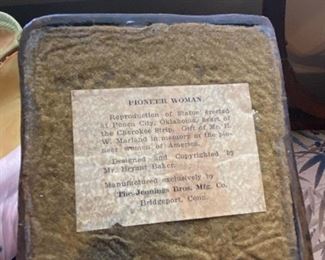 PIONEER WOMAN
Reproduction of Statue erected
at Ponca City, Oklahoma, heart of
the Cherokee Strip. Gift of Mr. E.
W. Marland in memory of the pio-
neer women of America.
Designed and Copyrighted by
Mr. Bryant Baker.
Manufactured exclusively by
The Jennings Bros. Mfg. Co.
Bridgeport, Conn.